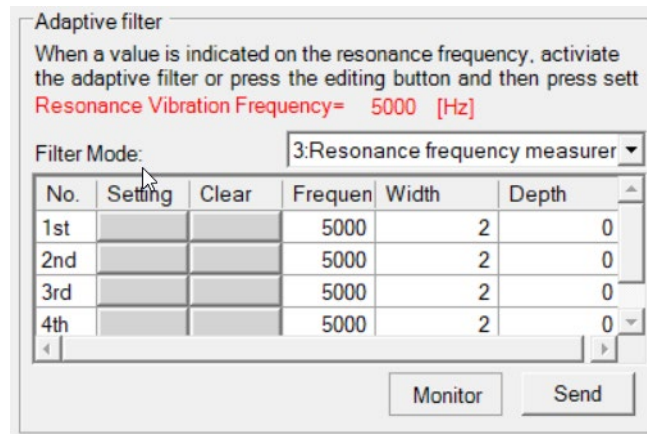 Adaptive filter
When a value is indicated on the resonance frequency, activiate
the adaptive filter or press the editing button and then press sett
Resonance Vibration Frequency= 5000 [Hz]
Filter Mode: 3:Resonance frequency measurer
No. Setting Clear Frequen Width Depth
1st 5000 2 0
2nd 5000 2 0
3rd 5000 2 0
4th 5000 2 0
Monitor Send